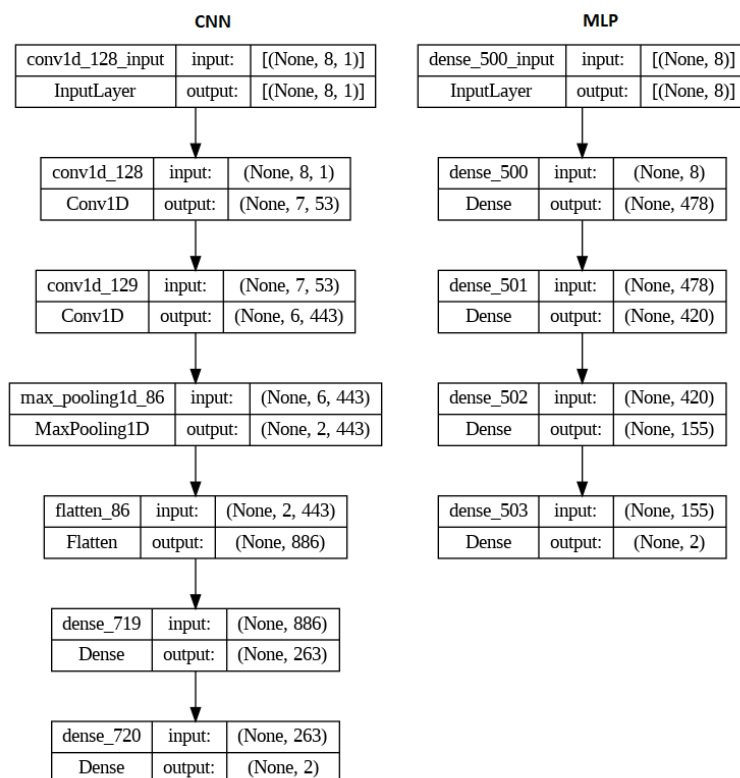 CNN
conv1d_128_input input: [(None, 8, 1)]
InputLayer output: [(None, 8, 1)]
conv1d_128 input: (None, 8, 1)
Conv1D output: (None, 7, 53)
conv1d_129 input: (None, 7, 53)
Conv1D output: (None, 6, 443)
max_pooling1d_86 input: (None, 6, 443)
MaxPooling1D output: (None, 2, 443)
flatten_86 input: (None, 2, 443)
Flatten output: (None, 886)
dense_719 input: (None, 886)
Dense output: (None, 263)
dense_720 input: (None, 263)
Dense output: (None, 2)
MLP
dense_500_input input: [(None, 8)]
InputLayer output: [(None, 8)]
dense_500 input: (None, 8)
Dense output: (None, 478)
dense_501 input: (None, 478)
Dense output: (None, 420)
dense_502 input: (None, 420)
Dense output: (None, 155)
dense_503 input: (None, 155)
Dense output: (None, 2)